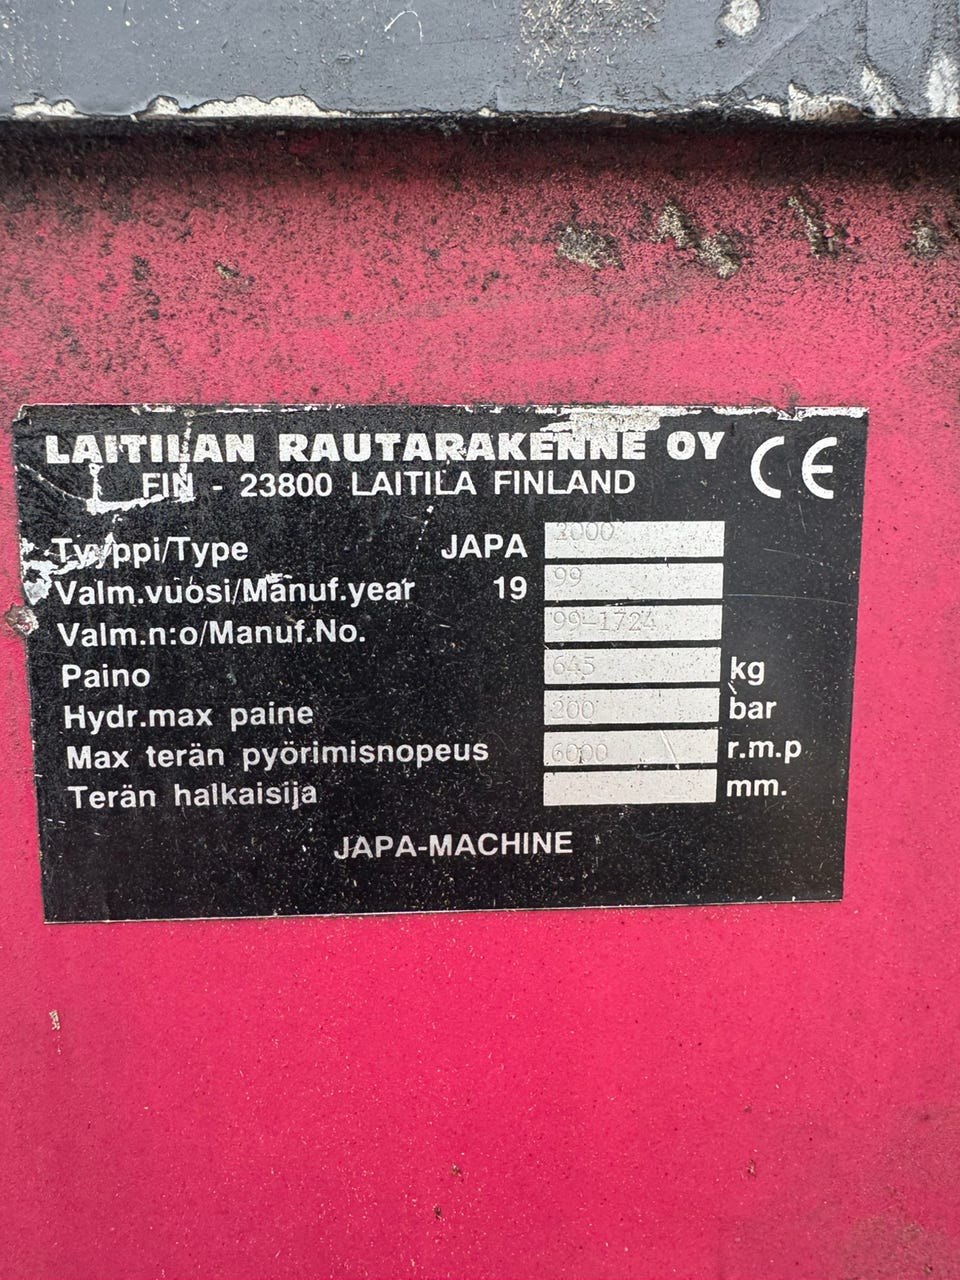 LAITILAN RAUTARAKENNE OY CE
FIN - 23800 LAITILA FINLAND
Tyyppi/Type JAPA 2000
Valm.vuosi/Manuf.year 19 99
Valm.n:o/Manuf.No. 99-1724
Paino 645 kg
Hydr.max paine 200 bar
Max terän pyörimisnopeus 6000 r.m.p
Terän halkaisija mm.
JAPA-MACHINE